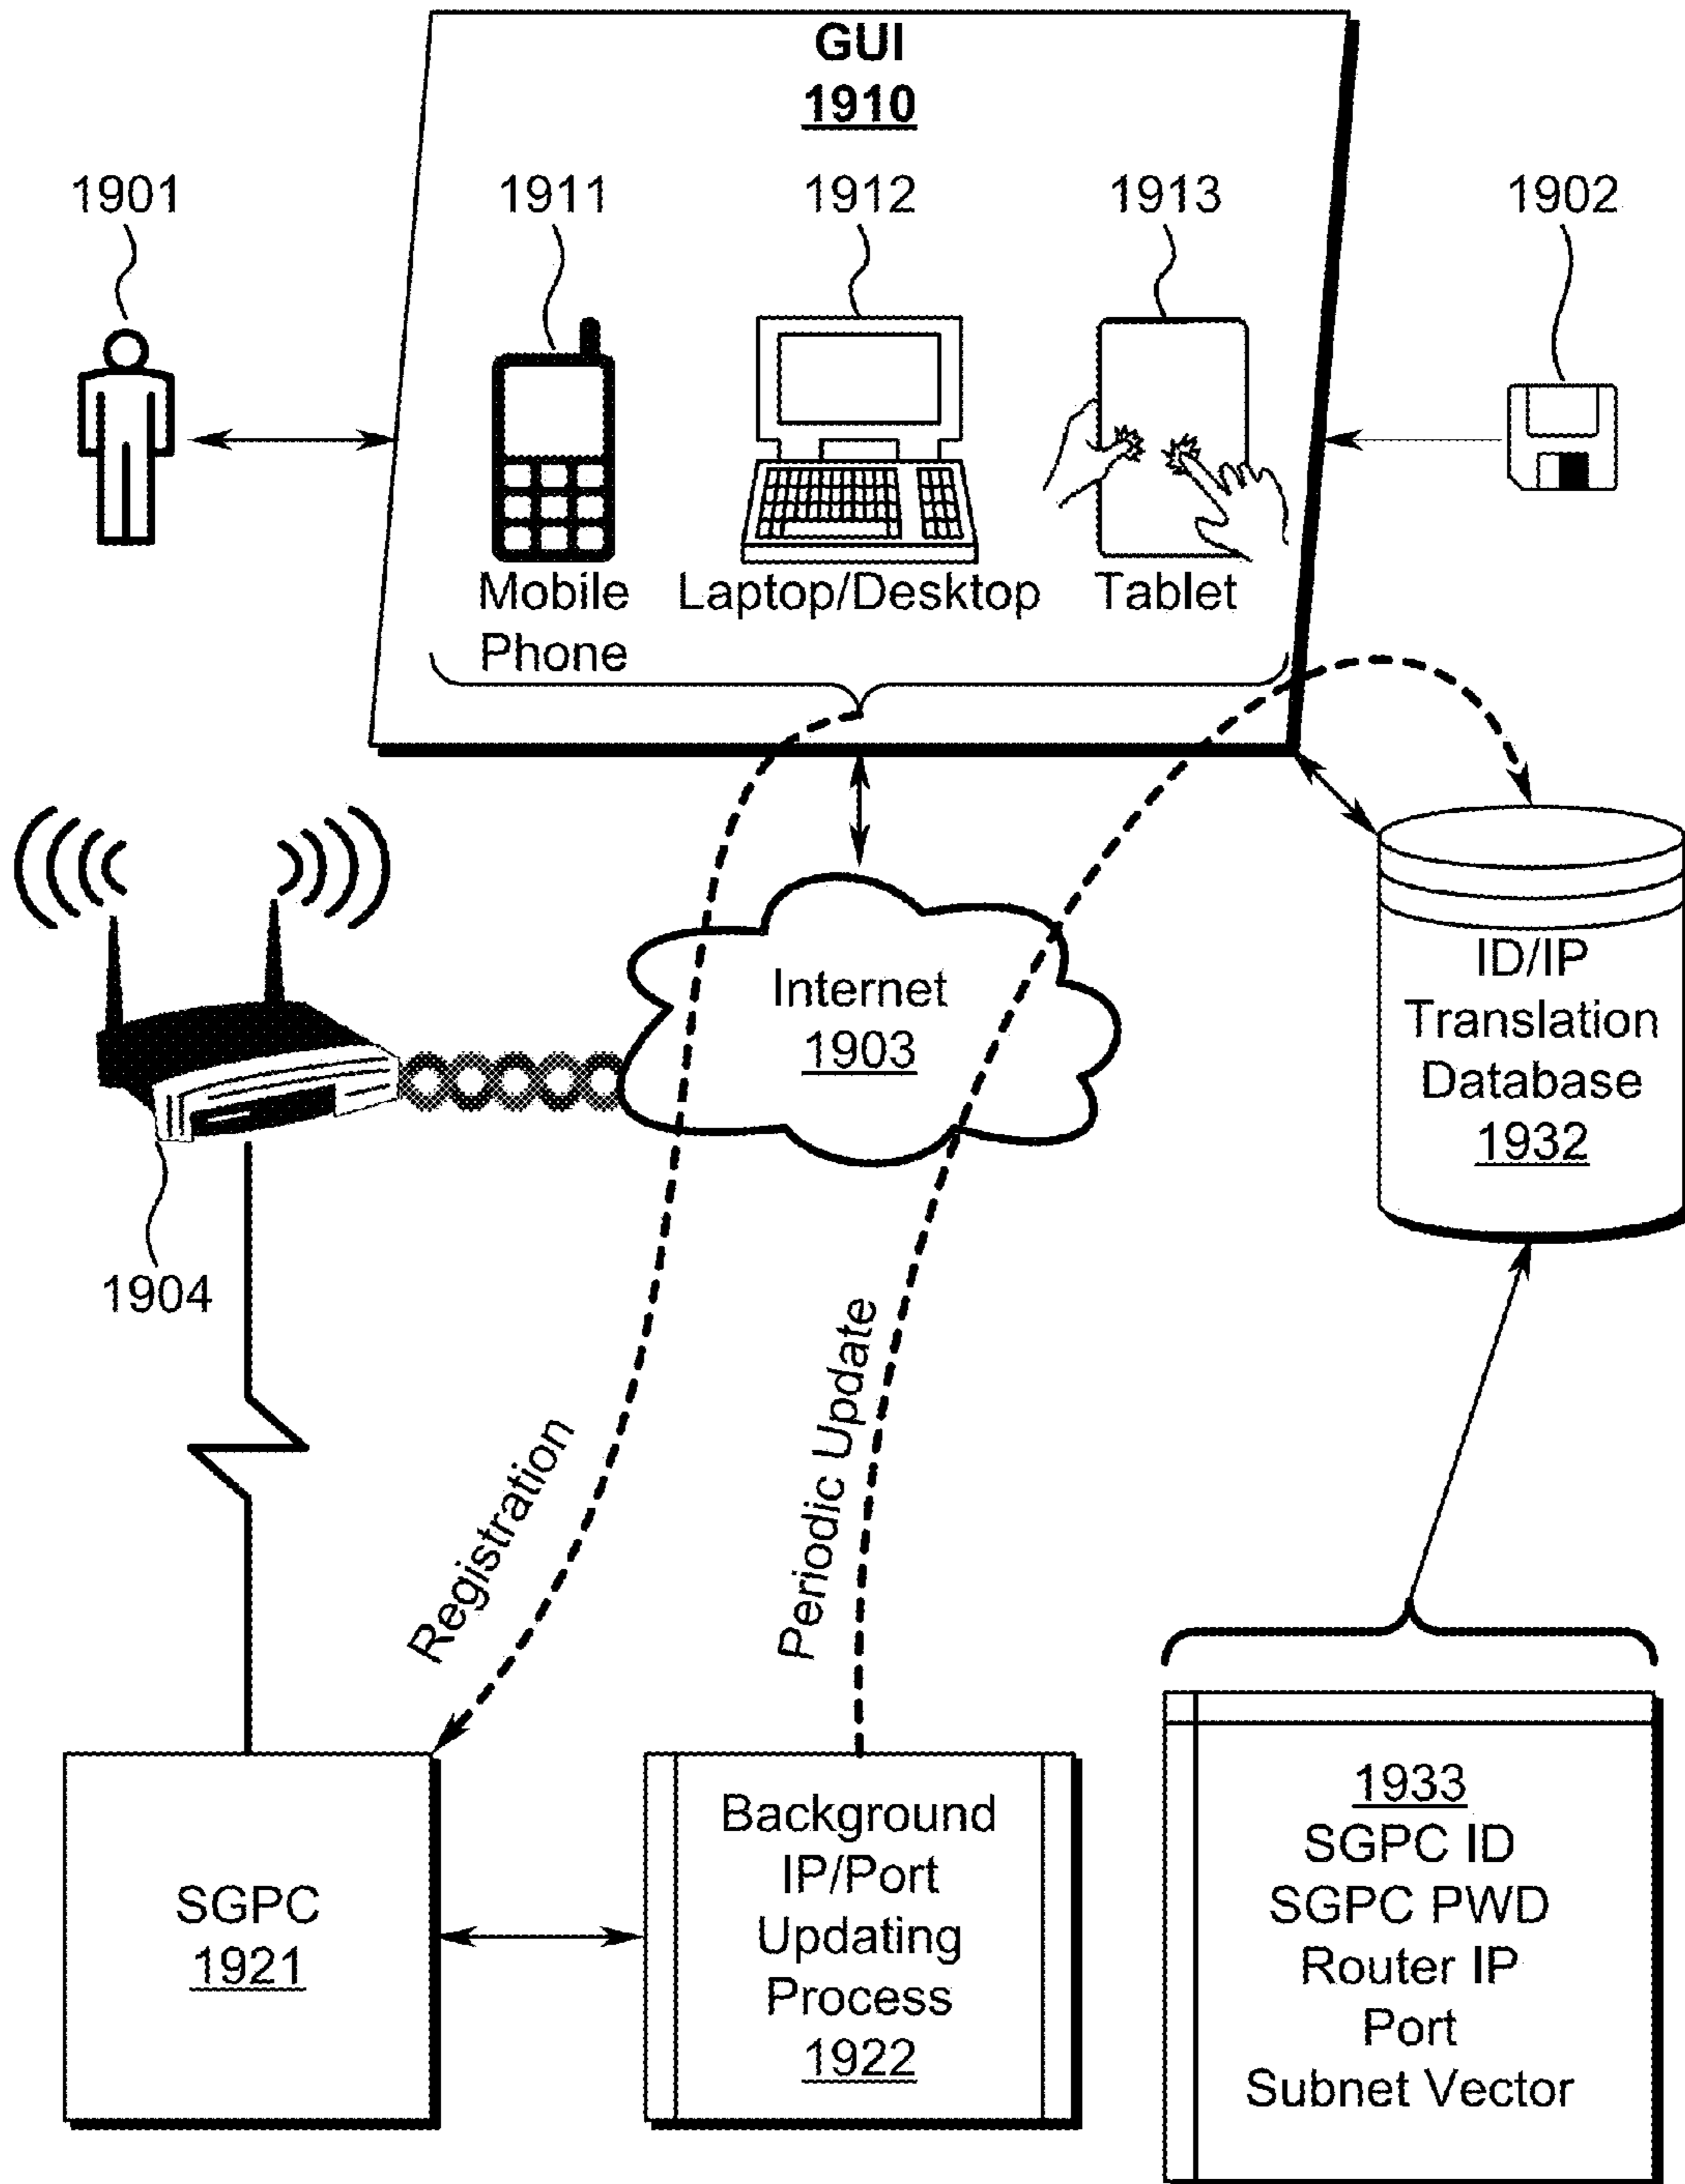 GUI
1910
1901
1911
1912
1913
1902
Mobile
Phone
Laptop/Desktop
Tablet
Internet
1903
ID/IP
Translation
Database
1932
1904
Registration
Periodic Update
SGPC
1921
Background
IP/Port
Updating
Process
1922
1933
SGPC ID
SGPC PWD
Router IP
Port
Subnet Vector